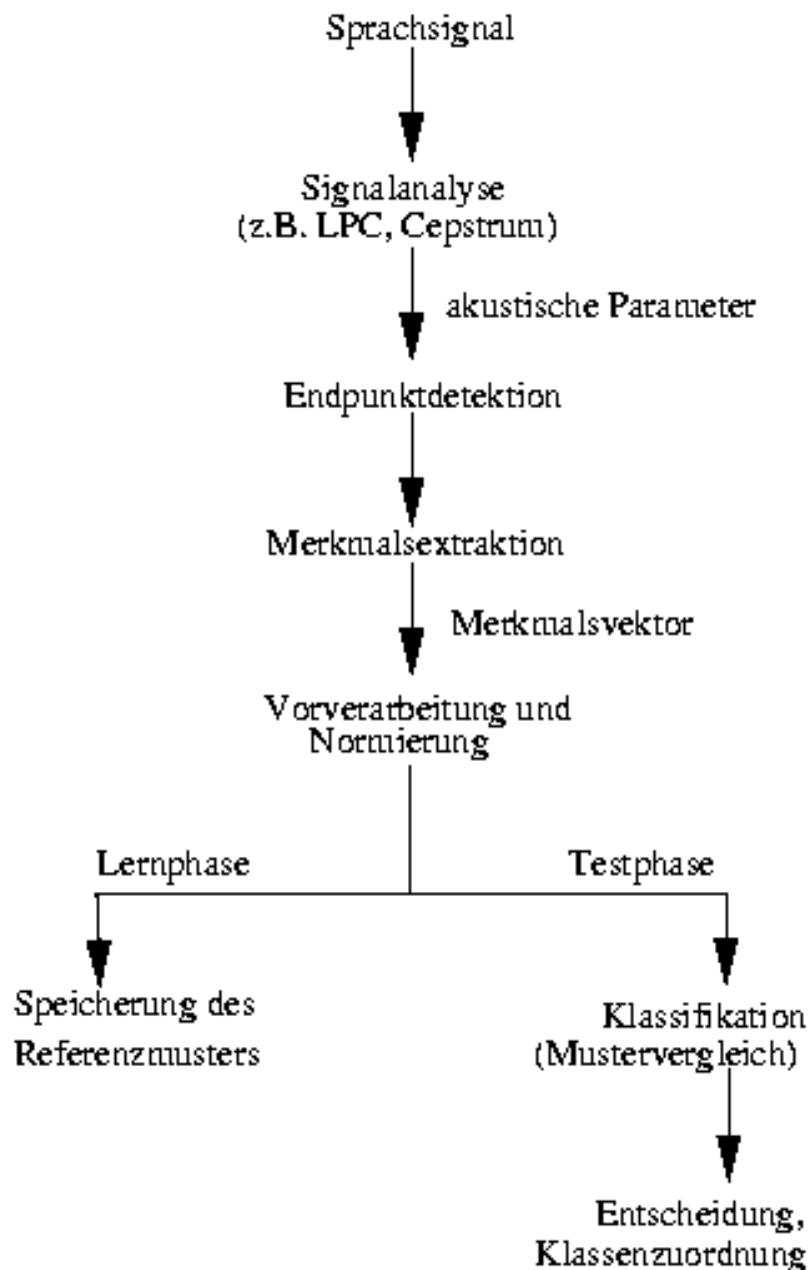 Sprachsignal
Signalanalyse
(z.B. LPC, Cepstrum)
akustische Parameter
Endpunktdetektion
Merkmalsextraktion
Merkmalsvektor
Vorverarbeitung und
Normierung
Lernphase
Testphase
Speicherung des
Referenzmusters
Klassifikation
(Mustervergleich)
Entscheidung,
Klassenzuordnung